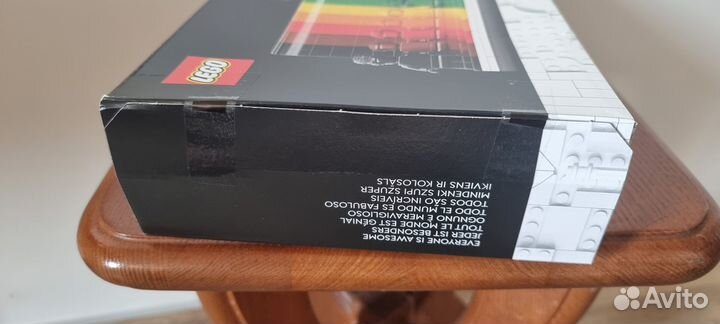 LEGO
EVERYONE IS AWESOME
JEDER IST BESONDERS
TOUT LE MONDE EST GÉNIAL
OGNUNO È MERAVIGLIOSO
TODO EL MUNDO ES FABULOSO
TODOS SÃO INCRÍVEIS
MINDENKI SZUPI SZUPER
IKVIENS IR KOLOSĀLS
Avito